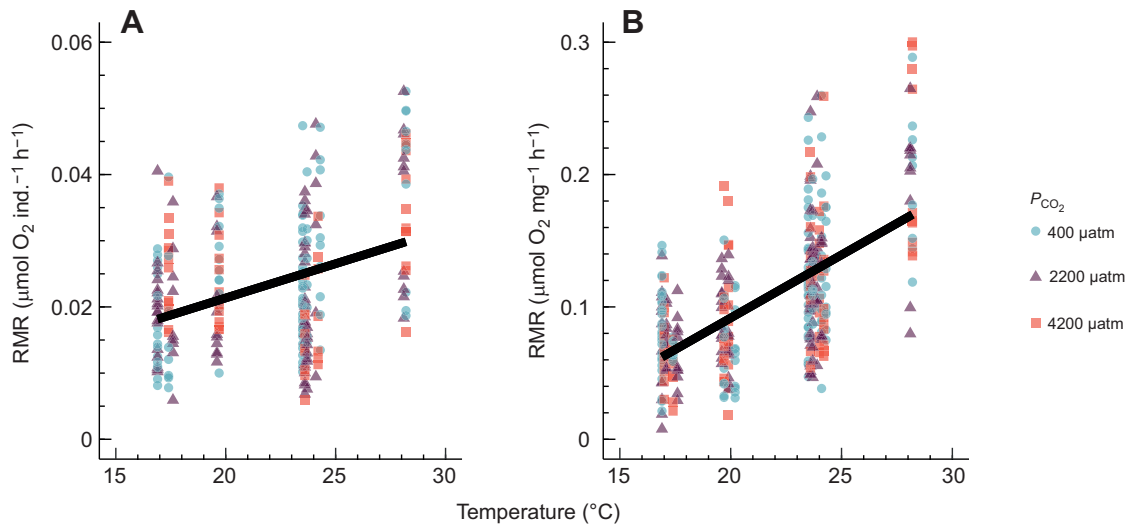 A
0.06
0.04
0.02
0
RMR (μmol O₂ ind.⁻¹ h⁻¹)
15
20
25
30
B
0.3
0.2
0.1
0
RMR (μmol O₂ mg⁻¹ h⁻¹)
15
20
25
30
Temperature (°C)
P_CO₂
400 μatm
2200 μatm
4200 μatm